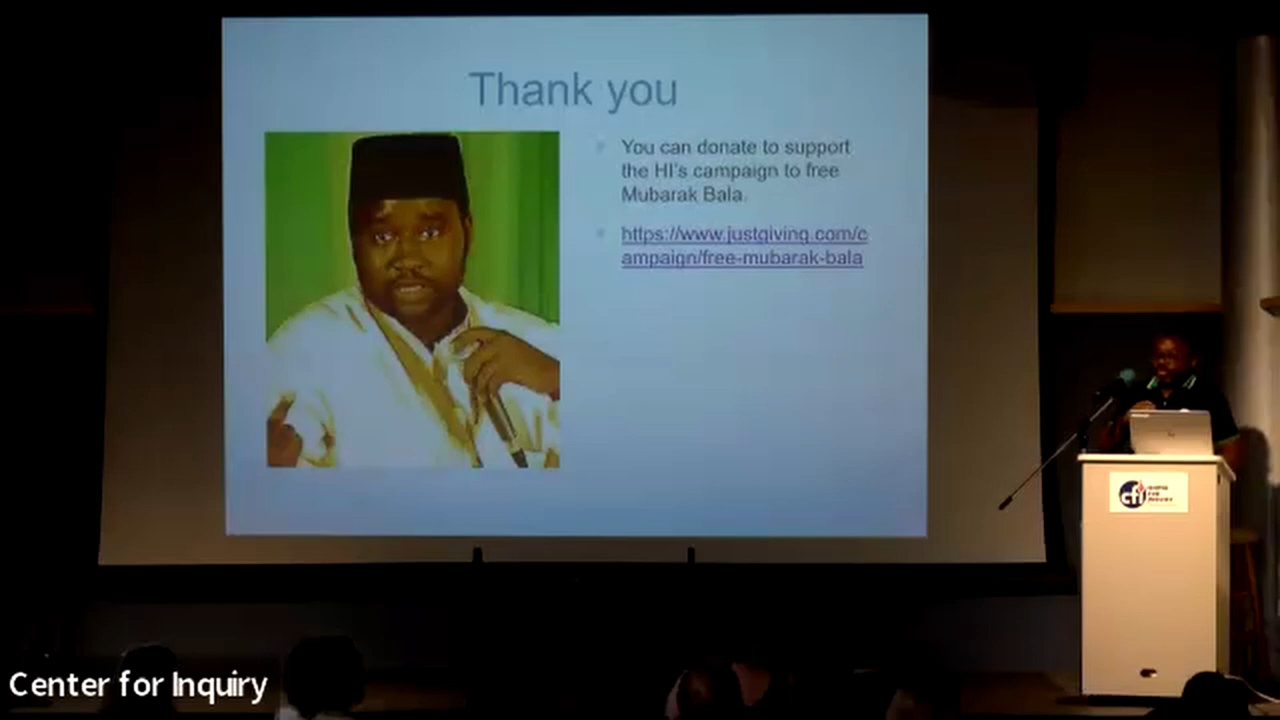 Thank you
You can donate to support
the HI's campaign to free
Mubarak Bala.
https://www.justgiving.com/c
ampaign/free-mubarak-bala
cfi
Center for Inquiry